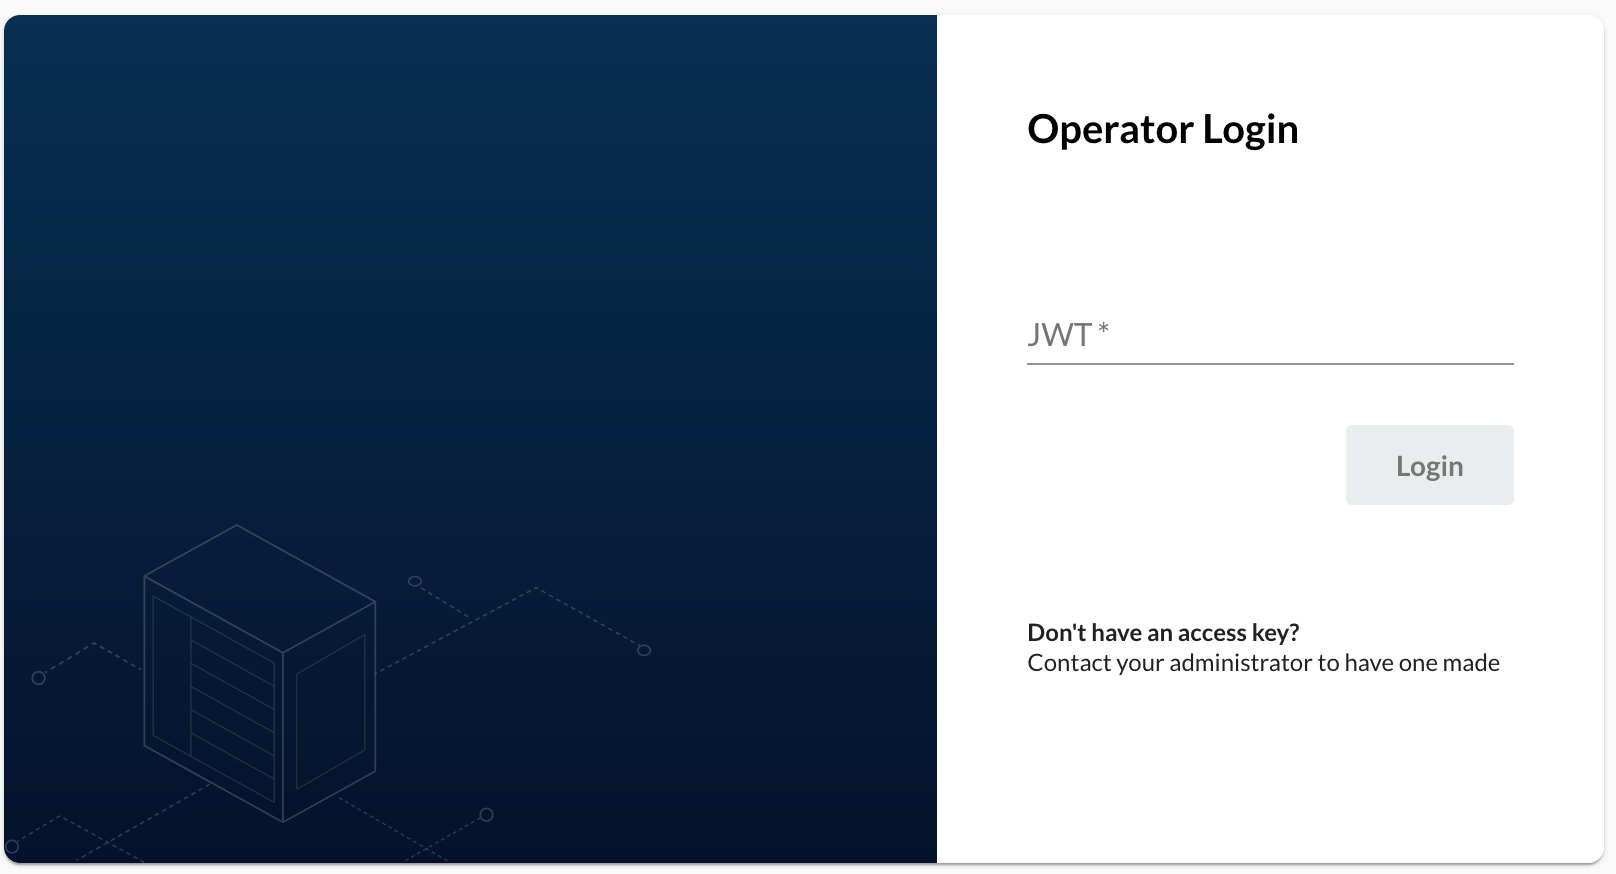 Operator Login
JWT *
Login
Don't have an access key?
Contact your administrator to have one made